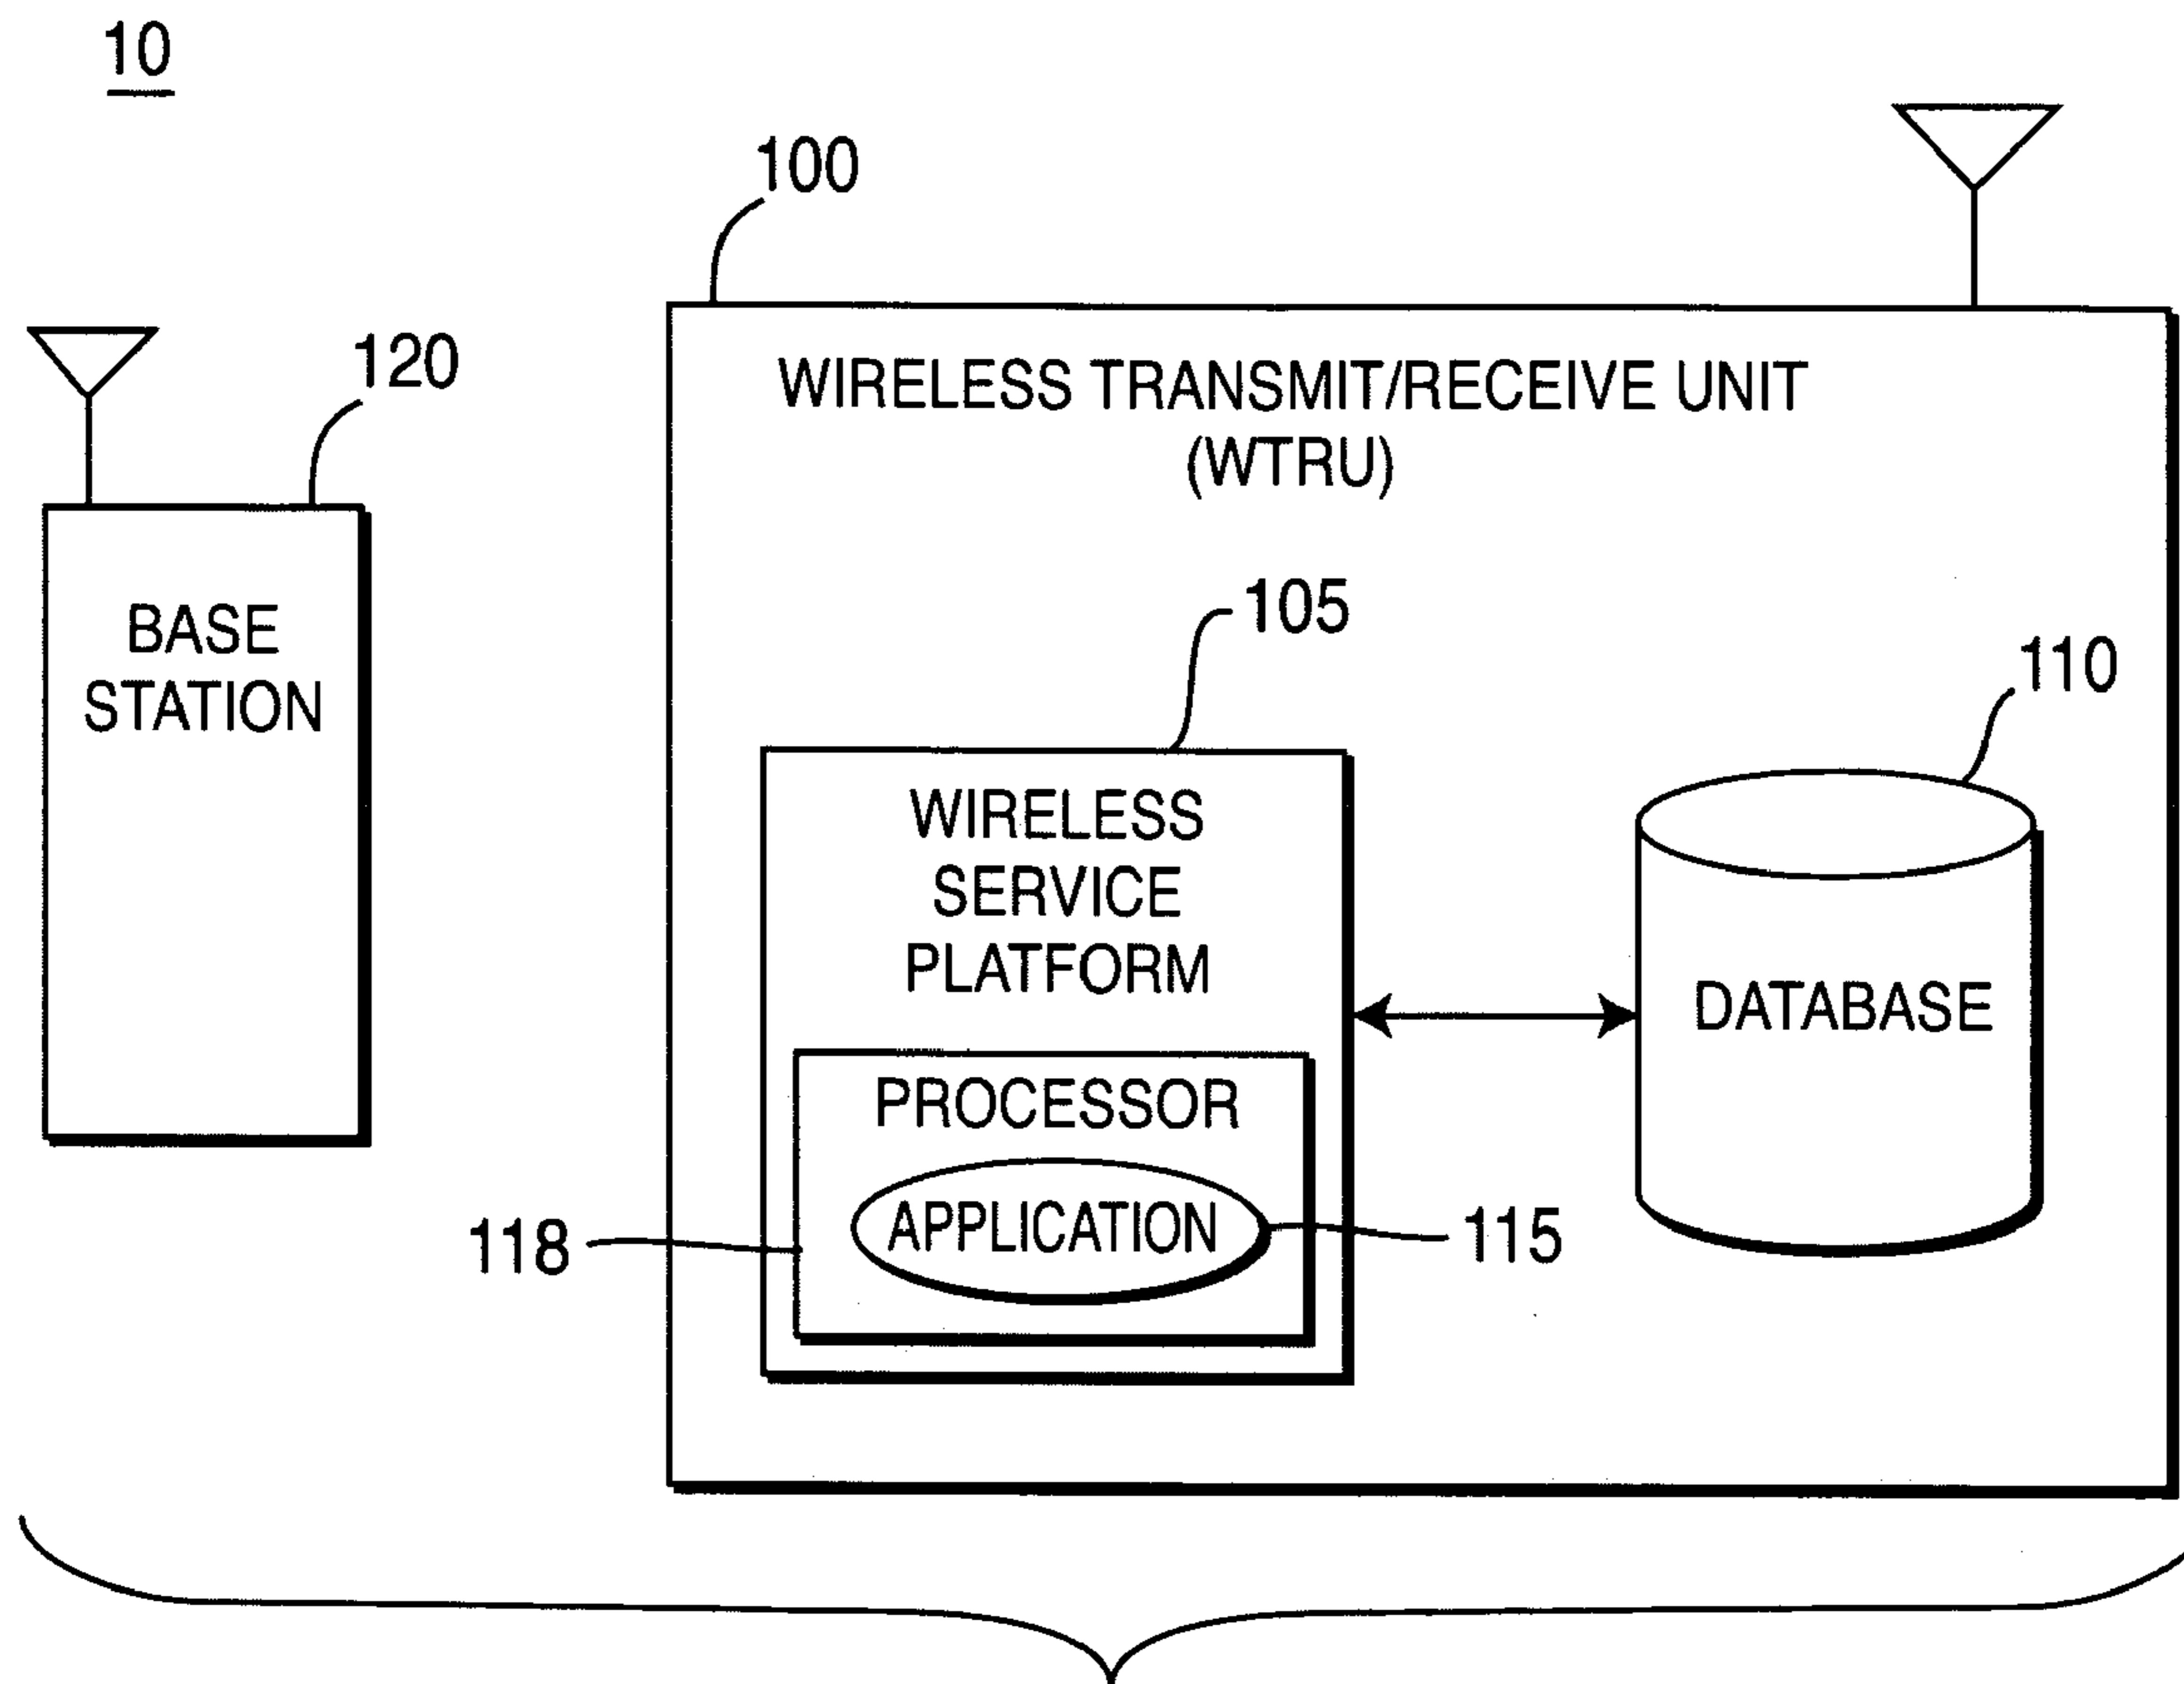 10
100
120
WIRELESS TRANSMIT/RECEIVE UNIT
(WTRU)
BASE
STATION
105
110
WIRELESS
SERVICE
PLATFORM
DATABASE
PROCESSOR
APPLICATION
118
115